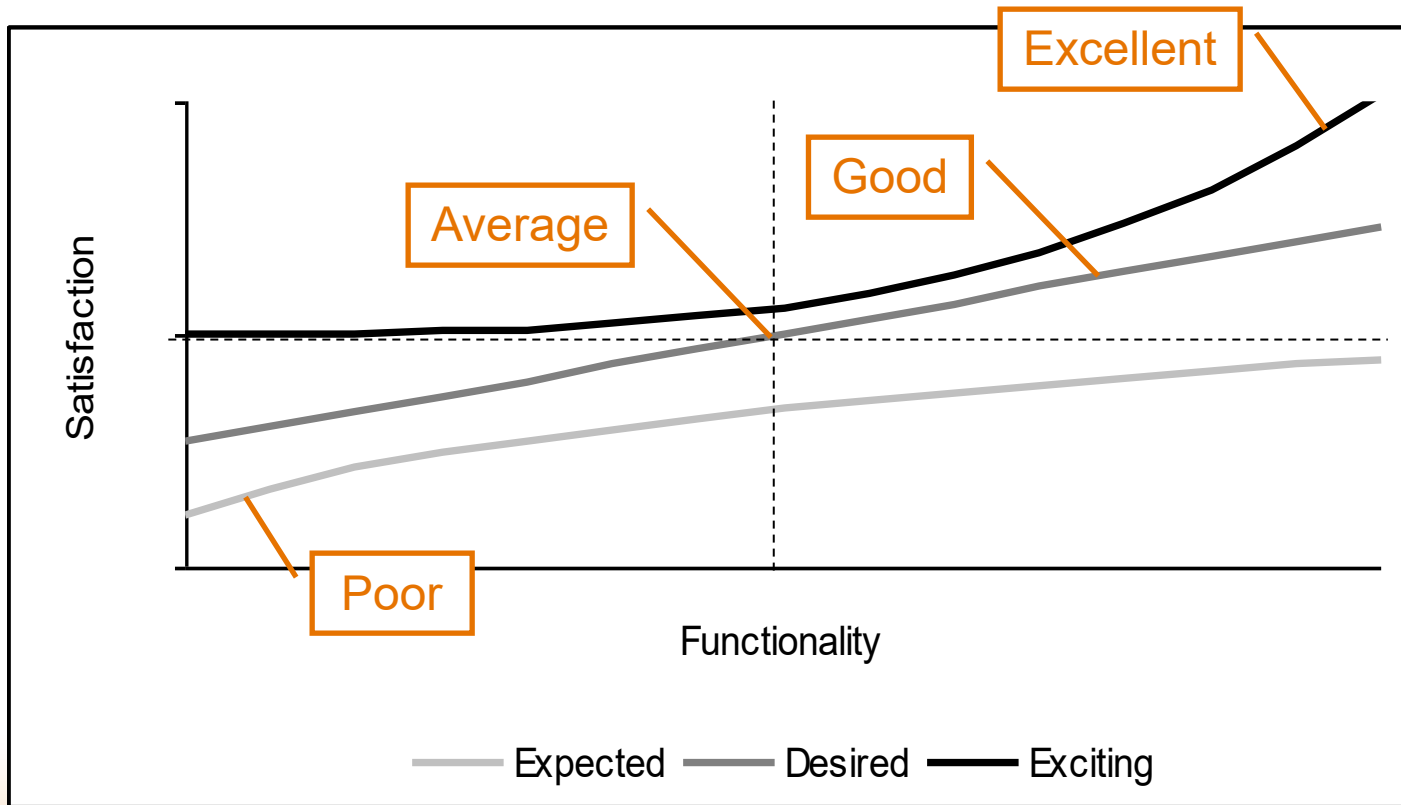 Excellent
Good
Average
Satisfaction
Poor
Functionality
Expected Desired Exciting